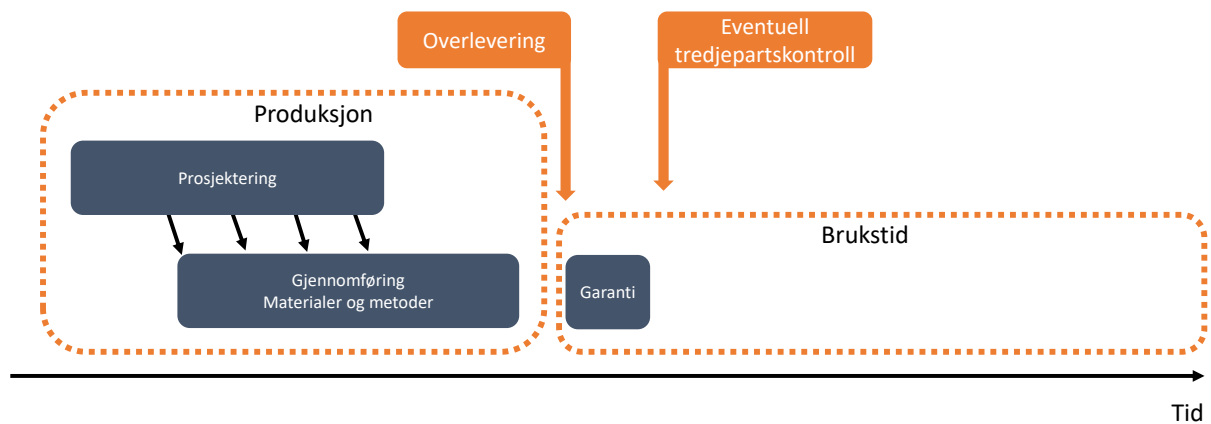 Overlevering
Eventuell
tredjepartskontroll
Produksjon
Prosjektering
Gjennomføring
Materialer og metoder
Brukstid
Garanti
Tid